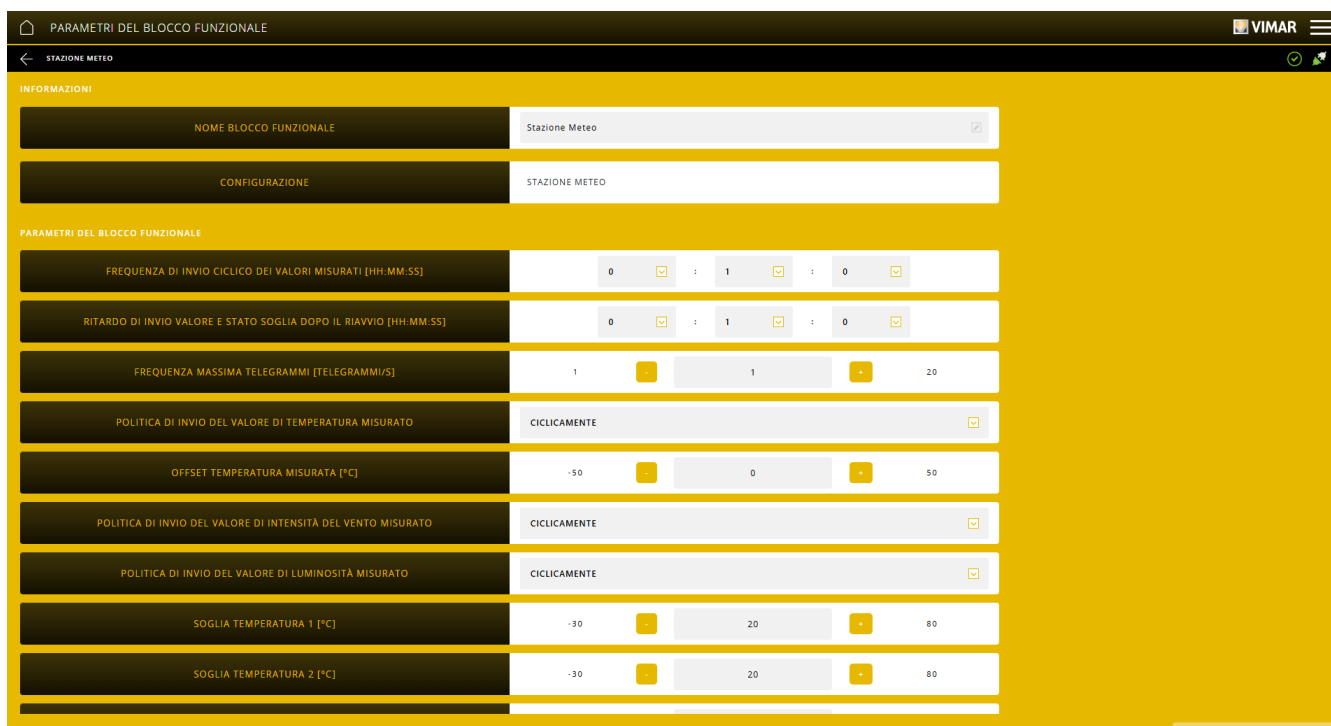 PARAMETRI DEL BLOCCO FUNZIONALE
VIMAR
STAZIONE METEO
INFORMAZIONI
NOME BLOCCO FUNZIONALE Stazione Meteo
CONFIGURAZIONE STAZIONE METEO
PARAMETRI DEL BLOCCO FUNZIONALE
FREQUENZA DI INVIO CICLICO DEI VALORI MISURATI [HH:MM:SS] 0 : 1 : 0
RITARDO DI INVIO VALORE E STATO SOGLIA DOPO IL RIAVVIO [HH:MM:SS] 0 : 1 : 0
FREQUENZA MASSIMA TELEGRAMMI [TELEGRAMMI/S] 1 - 1 + 20
POLITICA DI INVIO DEL VALORE DI TEMPERATURA MISURATO CICLICAMENTE
OFFSET TEMPERATURA MISURATA [°C] -50 - 0 + 50
POLITICA DI INVIO DEL VALORE DI INTENSITÀ DEL VENTO MISURATO CICLICAMENTE
POLITICA DI INVIO DEL VALORE DI LUMINOSITÀ MISURATO CICLICAMENTE
SOGLIA TEMPERATURA 1 [°C] -30 - 20 + 80
SOGLIA TEMPERATURA 2 [°C] -30 - 20 + 80